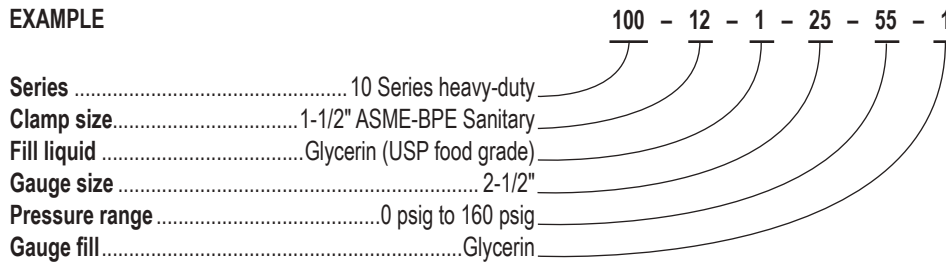 EXAMPLE 100 – 12 – 1 – 25 – 55 – 1
Series ................................................... 10 Series heavy-duty
Clamp size...................................1-1/2" ASME-BPE Sanitary
Fill liquid ......................................Glycerin (USP food grade)
Gauge size .................................................................... 2-1/2"
Pressure range..........................................0 psig to 160 psig
Gauge fill....................................................................Glycerin